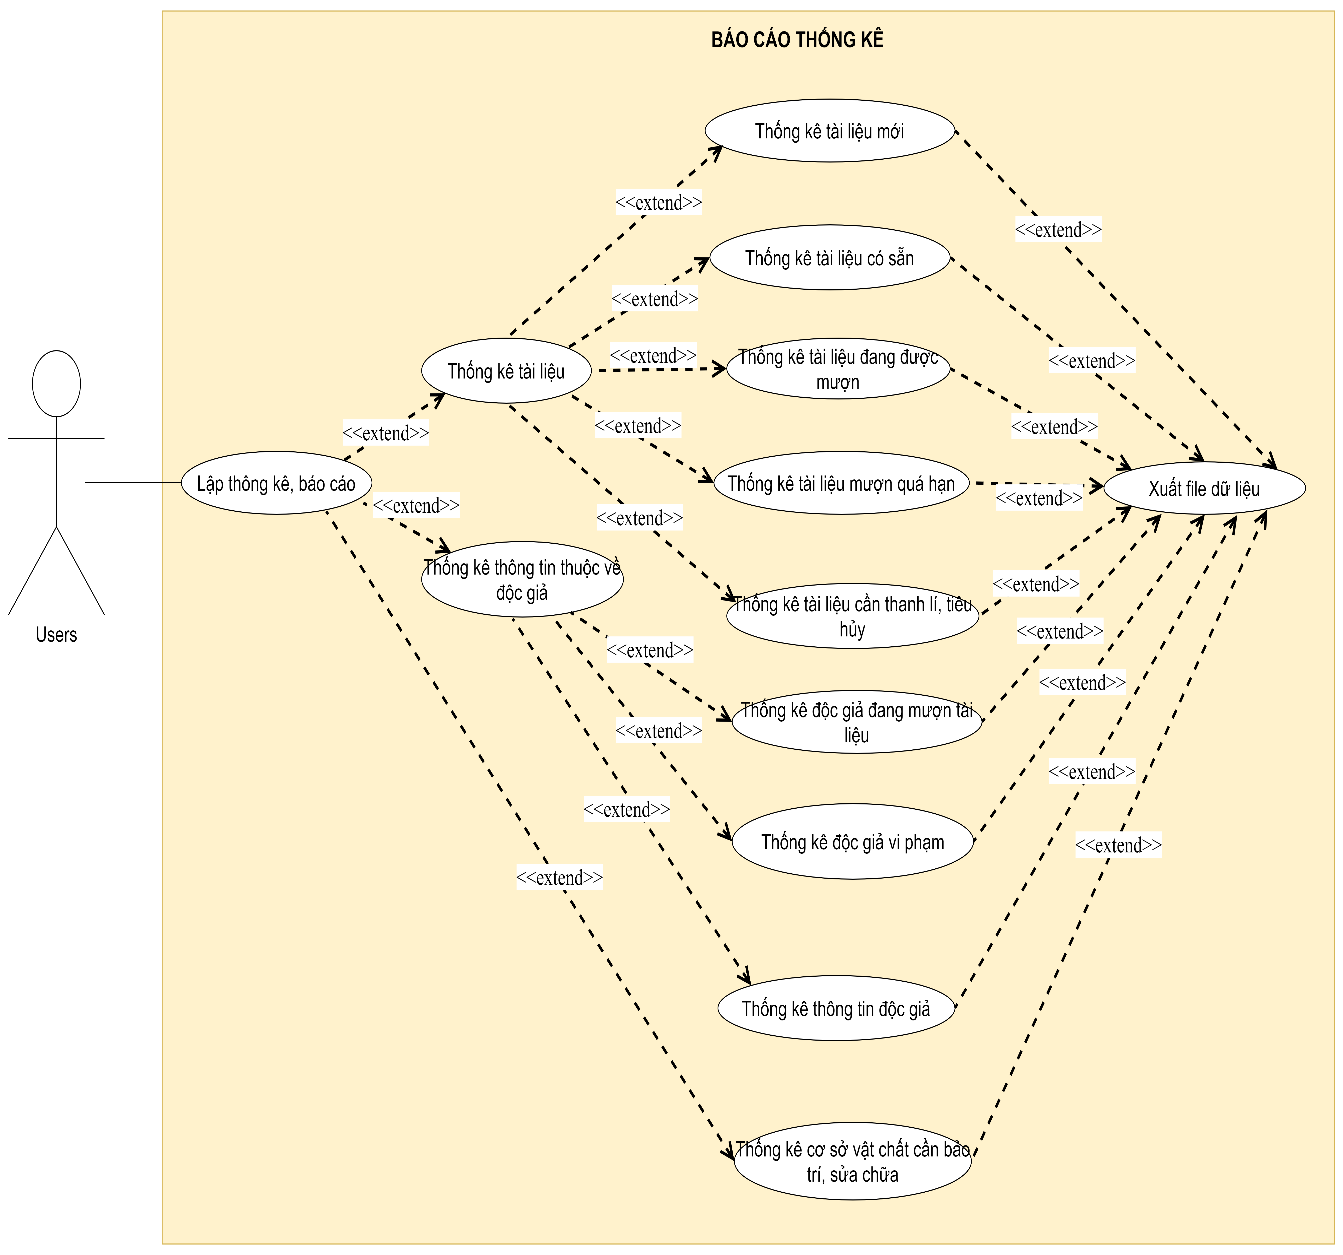 BÁO CÁO THỐNG KÊ
Thống kê tài liệu mới
<<extend>>
<<extend>>
Thống kê tài liệu có sẵn
<<extend>>
<<extend>>
Thống kê tài liệu
<<extend>>
Thống kê tài liệu đang được
mượn
<<extend>>
<<extend>>
<<extend>>
<<extend>>
Lập thông kê, báo cáo
Thống kê tài liệu mượn quá hạn
<<extend>>
Xuất file dữ liệu
<<extend>>
<<extend>>
Thống kê thông tin thuộc về
độc giả
<<extend>>
Thống kê tài liệu cần thanh lí, tiêu
hủy
Users
<<extend>>
<<extend>>
<<extend>>
Thống kê độc giả đang mượn tài
liệu
<<extend>>
<<extend>>
<<extend>>
Thống kê độc giả vi phạm
<<extend>>
<<extend>>
Thống kê thông tin độc giả
Thống kê cơ sở vật chất cần bảo
trí, sửa chữa